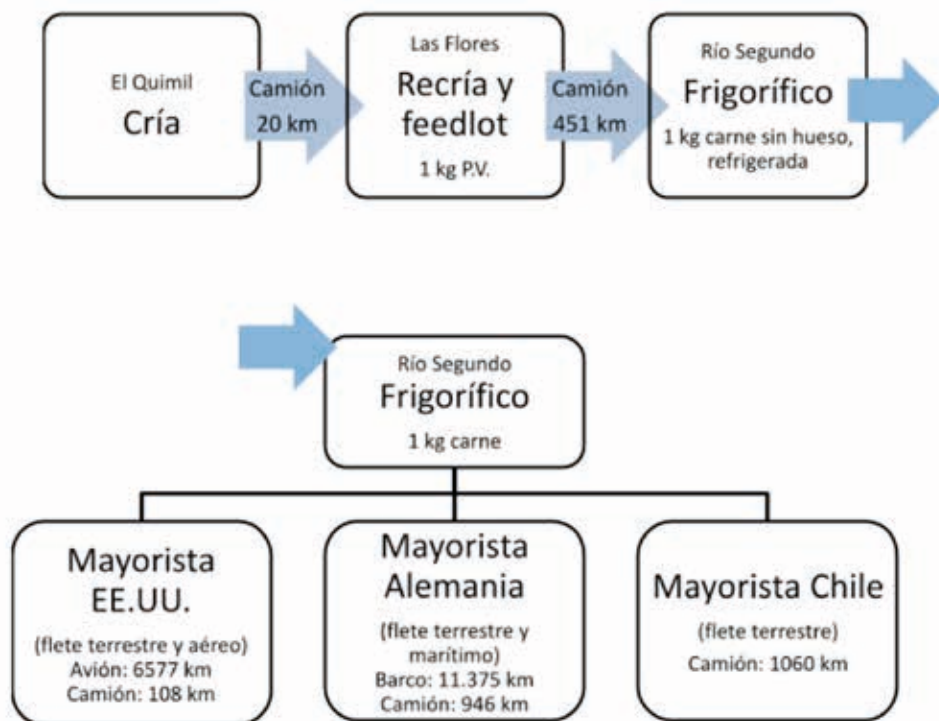 El Quimil
Cría
Camión
20 km
Las Flores
Recría y
feedlot
1 kg P.V.
Camión
451 km
Río Segundo
Frigorífico
1 kg carne sin hueso,
refrigerada
Río Segundo
Frigorífico
1 kg carne
Mayorista
EE.UU.
(flete terrestre y aéreo)
Avión: 6577 km
Camión: 108 km
Mayorista
Alemania
(flete terrestre y
marítimo)
Barco: 11.375 km
Camión: 946 km
Mayorista Chile
(flete terrestre)
Camión: 1060 km